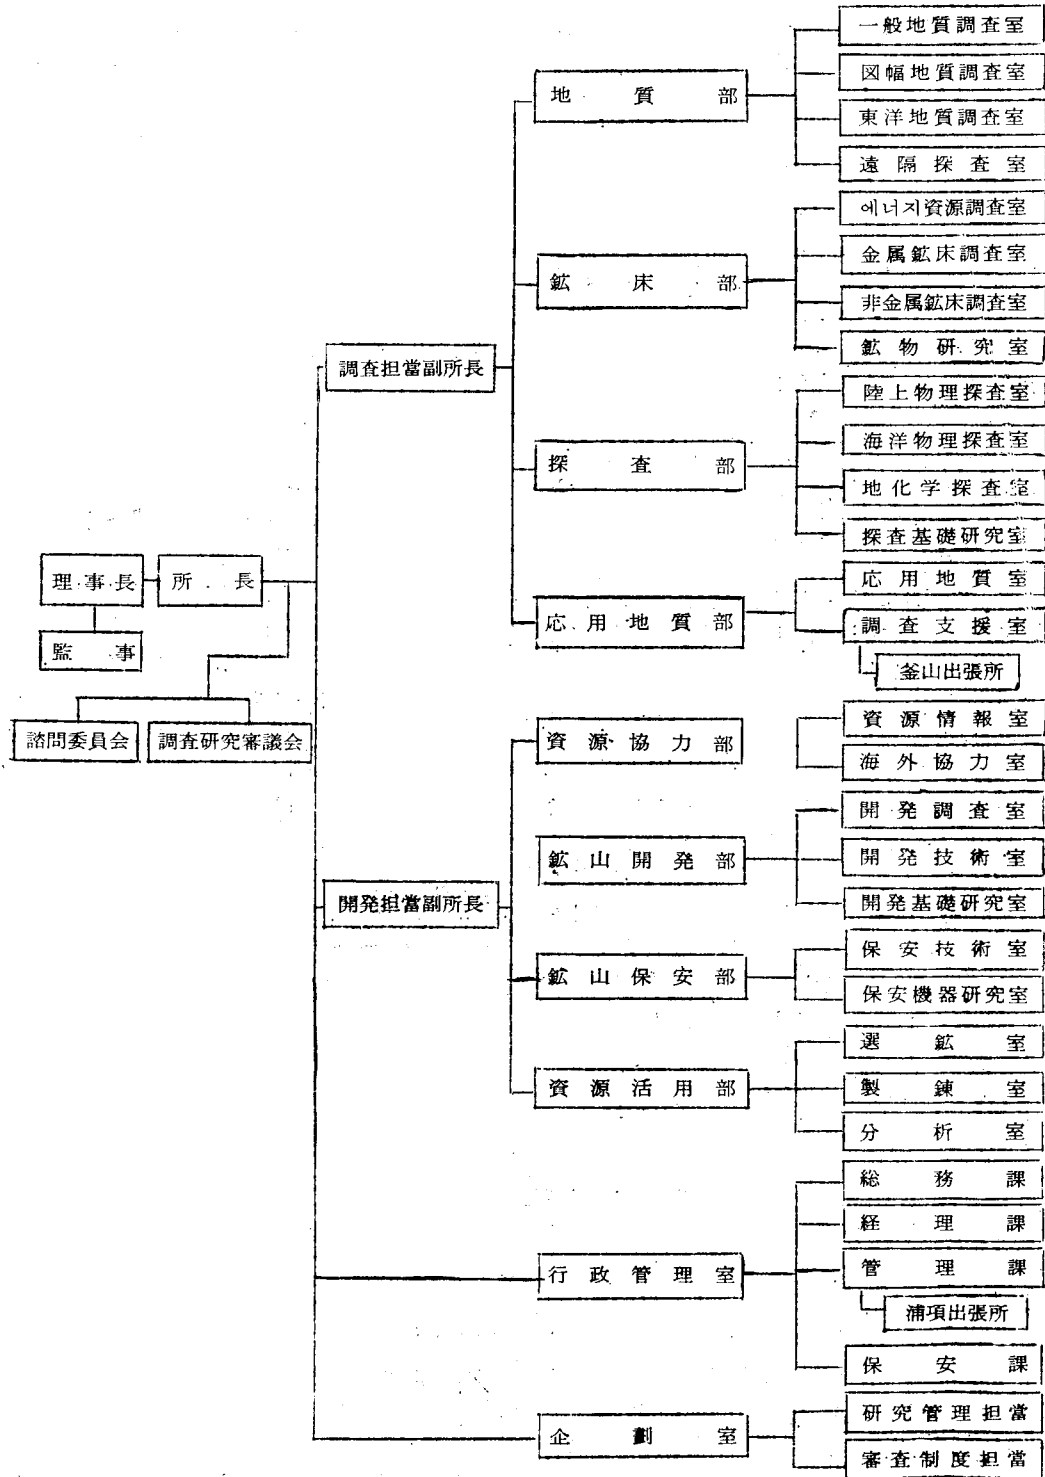 理事長
所長
監事
諮問委員会
調査研究審議会
調査担當副所長
地質部
一般地質調査室
図幅地質調査室
東洋地質調査室
遠隔探査室
鉱床部
에너지資源調査室
金属鉱床調査室
非金属鉱床調査室
鉱物研究室
探査部
陸上物理探査室
海洋物理探査室
地化学探査室
探査基礎研究室
応用地質部
応用地質室
調査支援室
釜山出張所
開発担當副所長
資源協力部
資源情報室
海外協力室
鉱山開発部
開発調査室
開発技術室
開発基礎研究室
鉱山保安部
保安技術室
保安機器研究室
資源活用部
選鉱室
製錬室
分析室
行政管理室
総務課
経理課
管理課
浦項出張所
保安課
企劃室
研究管理担當
審査制度担當